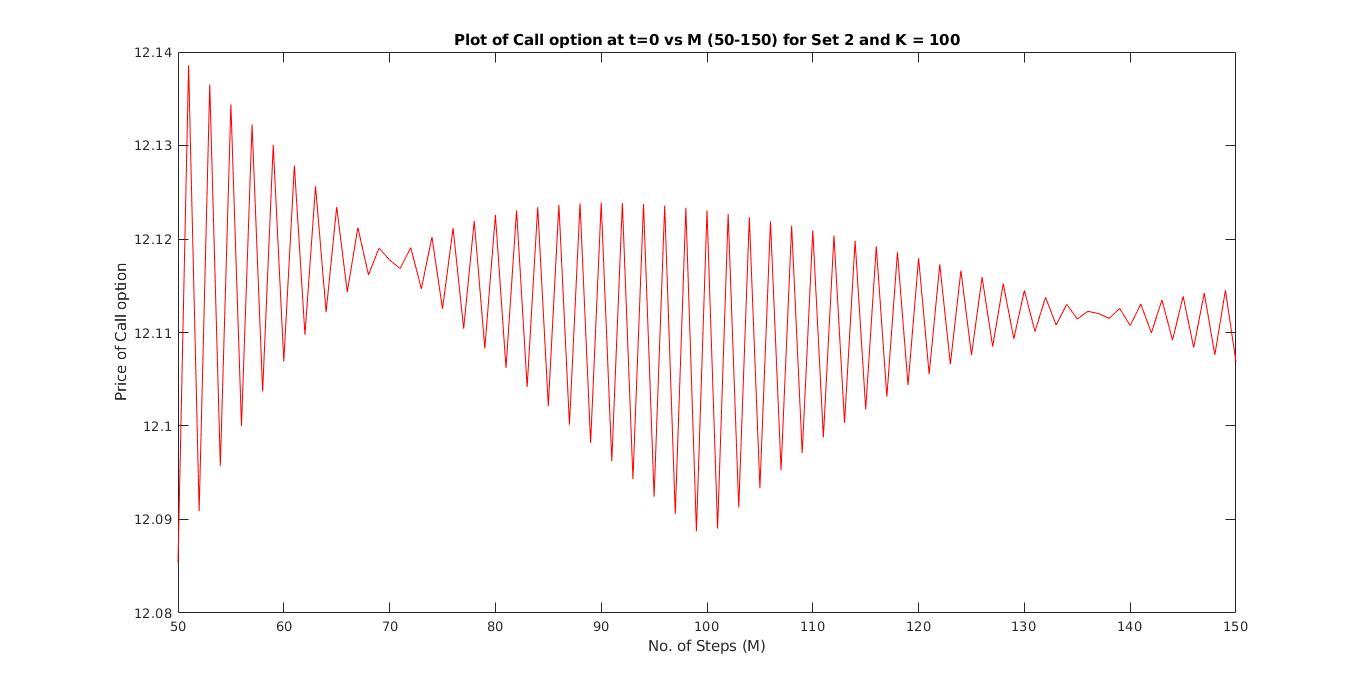 Plot of Call option at t=0 vs M (50-150) for Set 2 and K = 100
12.14
12.13
12.12
12.11
12.1
12.09
12.08
Price of Call option
50 60 70 80 90 100 110 120 130 140 150
No. of Steps (M)